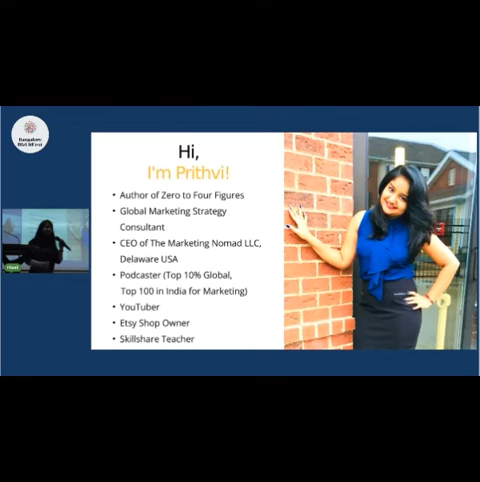 Hi,
I'm Prithvi!
• Author of Zero to Four Figures
• Global Marketing Strategy
Consultant
• CEO of The Marketing Nomad LLC,
Delaware USA
• Podcaster (Top 10% Global,
Top 100 in India for Marketing)
• YouTuber
• Etsy Shop Owner
• Skillshare Teacher